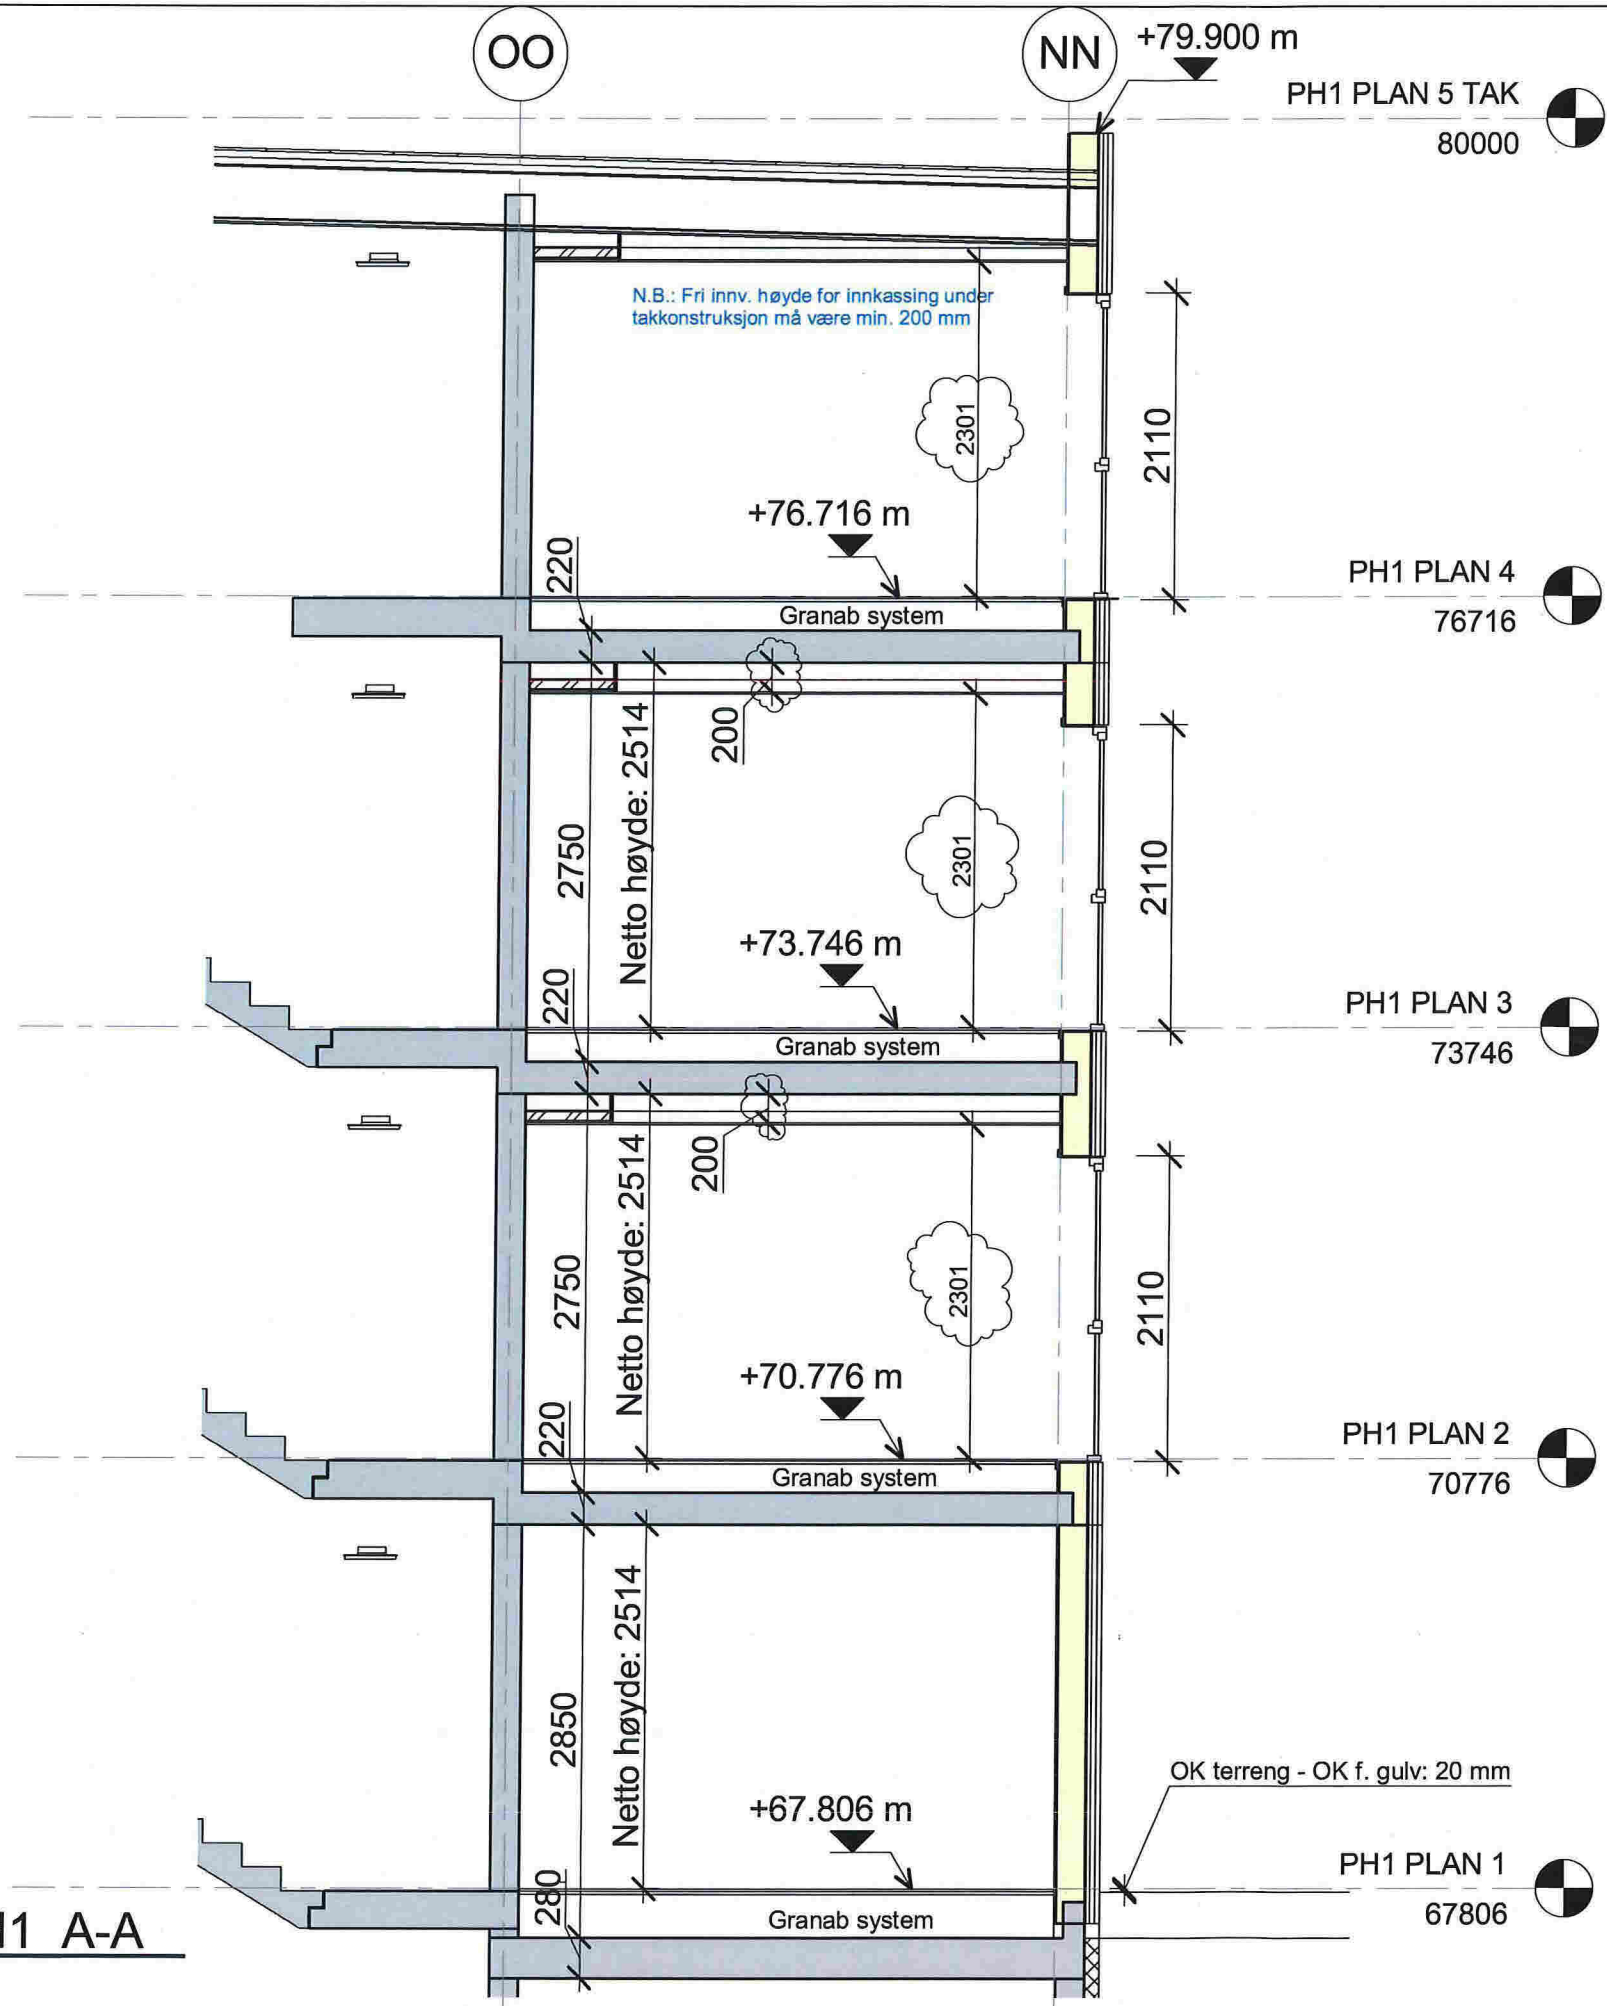 OO
NN
+79.900 m
PH1 PLAN 5 TAK
80000
N.B.: Fri innv. høyde for innkassing under
takkonstruksjon må være min. 200 mm
2301
2110
+76.716 m
220
PH1 PLAN 4
76716
Granab system
200
Netto høyde: 2514
2750
2301
2110
+73.746 m
220
PH1 PLAN 3
73746
Granab system
200
Netto høyde: 2514
2750
2301
2110
+70.776 m
220
PH1 PLAN 2
70776
Granab system
Netto høyde: 2514
2850
OK terreng - OK f. gulv: 20 mm
+67.806 m
280
PH1 PLAN 1
67806
Granab system
A-A